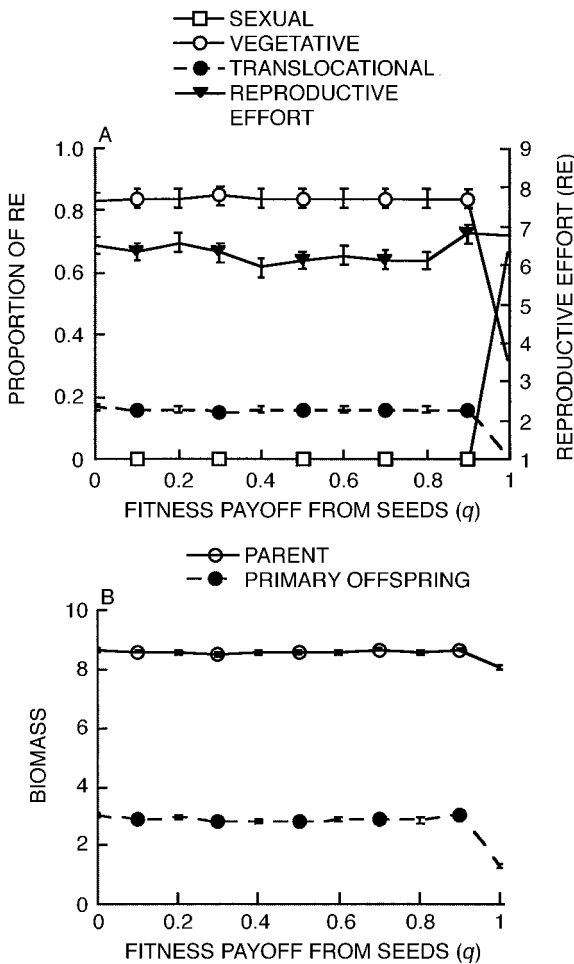 SEXUAL
VEGETATIVE
TRANSLOCATIONAL
REPRODUCTIVE
EFFORT
A
1.0
0.8
0.6
0.4
0.2
0
PROPORTION OF RE
9
8
7
6
5
4
3
2
1
REPRODUCTIVE EFFORT (RE)
0 0.2 0.4 0.6 0.8 1
FITNESS PAYOFF FROM SEEDS (q)
PARENT
PRIMARY OFFSPRING
B
10
8
6
4
2
0
BIOMASS
0 0.2 0.4 0.6 0.8 1
FITNESS PAYOFF FROM SEEDS (q)